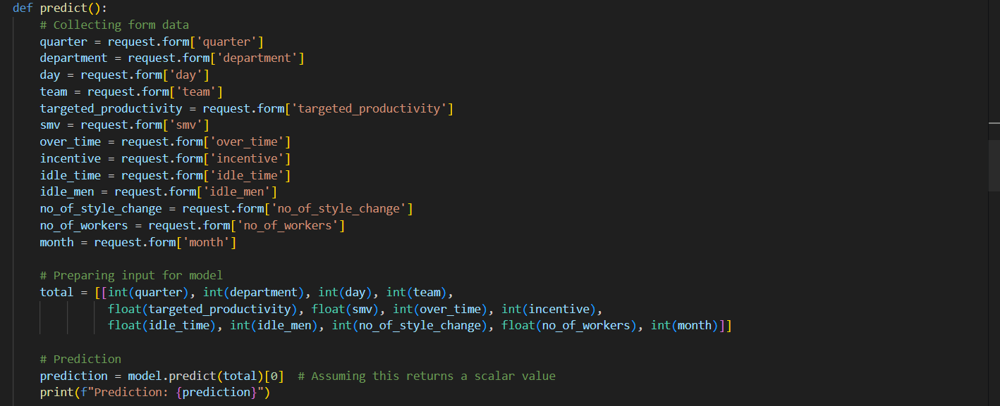 def predict():
    # Collecting form data
    quarter = request.form['quarter']
    department = request.form['department']
    day = request.form['day']
    team = request.form['team']
    targeted_productivity = request.form['targeted_productivity']
    smv = request.form['smv']
    over_time = request.form['over_time']
    incentive = request.form['incentive']
    idle_time = request.form['idle_time']
    idle_men = request.form['idle_men']
    no_of_style_change = request.form['no_of_style_change']
    no_of_workers = request.form['no_of_workers']
    month = request.form['month']

    # Preparing input for model
    total = [[int(quarter), int(department), int(day), int(team),
              float(targeted_productivity), float(smv), int(over_time), int(incentive),
              float(idle_time), int(idle_men), int(no_of_style_change), float(no_of_workers), int(month)]]

    # Prediction
    prediction = model.predict(total)[0]  # Assuming this returns a scalar value
    print(f"Prediction: {prediction}")